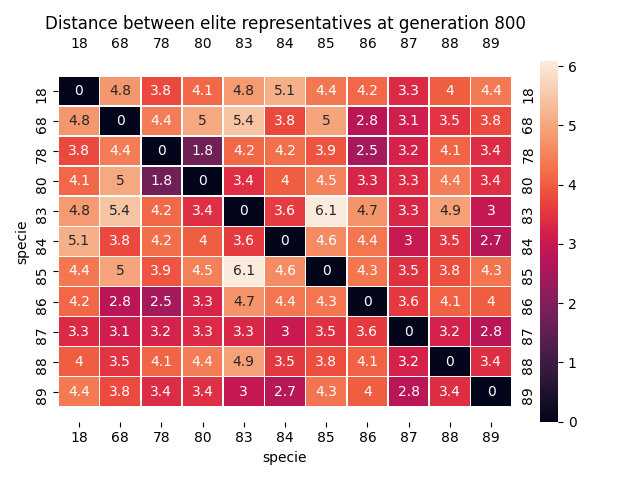 Distance between elite representatives at generation 800
18 68 78 80 83 84 85 86 87 88 89
18 0 4.8 3.8 4.1 4.8 5.1 4.4 4.2 3.3 4 4.4 18
68 4.8 0 4.4 5 5.4 3.8 5 2.8 3.1 3.5 3.8 68
78 3.8 4.4 0 1.8 4.2 4.2 3.9 2.5 3.2 4.1 3.4 78
80 4.1 5 1.8 0 3.4 4 4.5 3.3 3.3 4.4 3.4 80
83 4.8 5.4 4.2 3.4 0 3.6 6.1 4.7 3.3 4.9 3 83
84 5.1 3.8 4.2 4 3.6 0 4.6 4.4 3 3.5 2.7 84
85 4.4 5 3.9 4.5 6.1 4.6 0 4.3 3.5 3.8 4.3 85
86 4.2 2.8 2.5 3.3 4.7 4.4 4.3 0 3.6 4.1 4 86
87 3.3 3.1 3.2 3.3 3.3 3 3.5 3.6 0 3.2 2.8 87
88 4 3.5 4.1 4.4 4.9 3.5 3.8 4.1 3.2 0 3.4 88
89 4.4 3.8 3.4 3.4 3 2.7 4.3 4 2.8 3.4 0 89
18 68 78 80 83 84 85 86 87 88 89
specie
specie
6
5
4
3
2
1
0